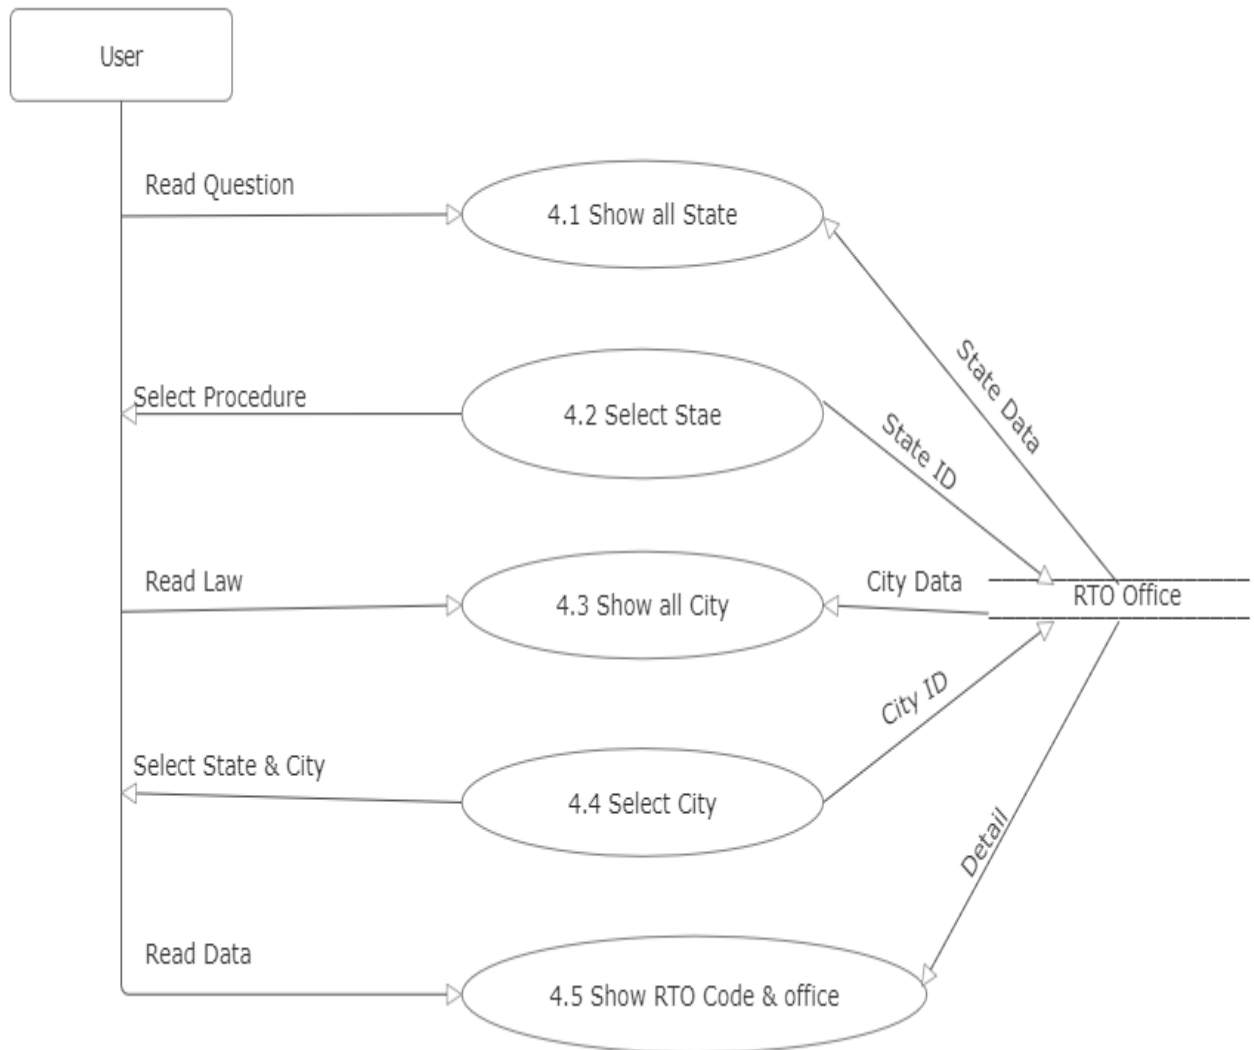 User
Read Question
4.1 Show all State
State Data
Select Procedure
4.2 Select Stae
State ID
Read Law
4.3 Show all City
City Data
RTO Office
City ID
Select State & City
4.4 Select City
Detail
Read Data
4.5 Show RTO Code & office